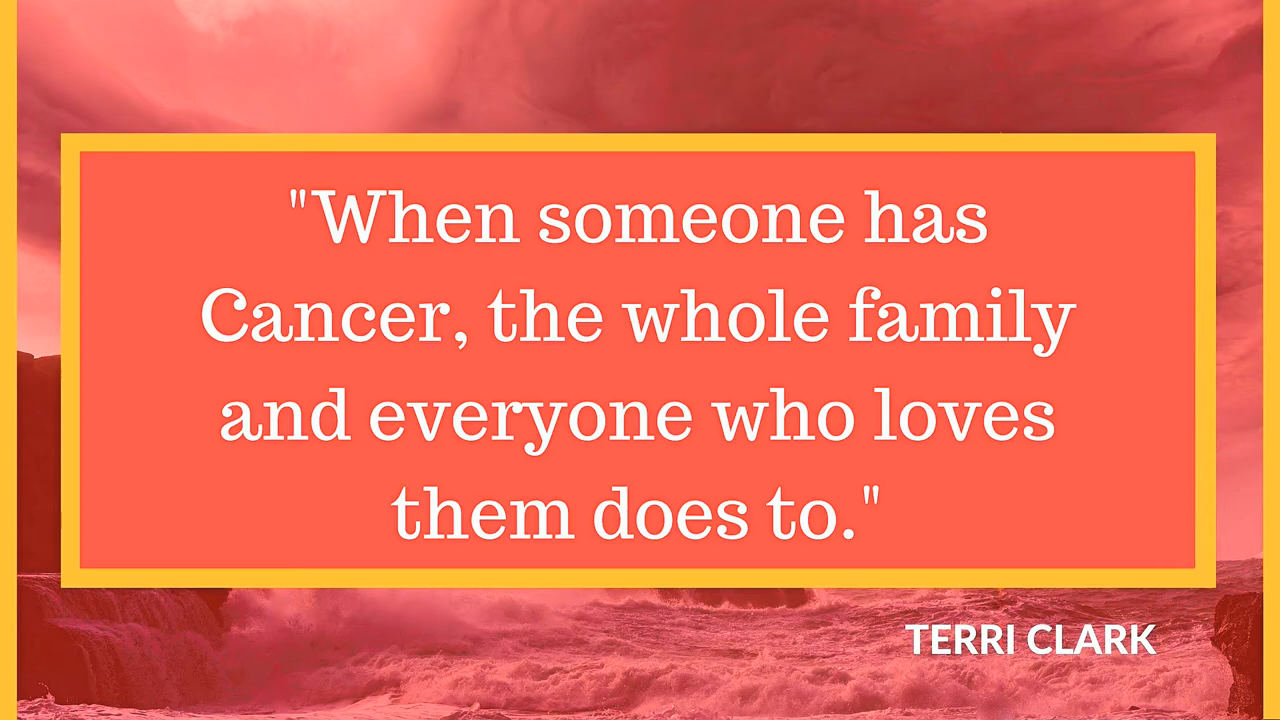 "When someone has
Cancer, the whole family
and everyone who loves
them does to."
TERRI CLARK